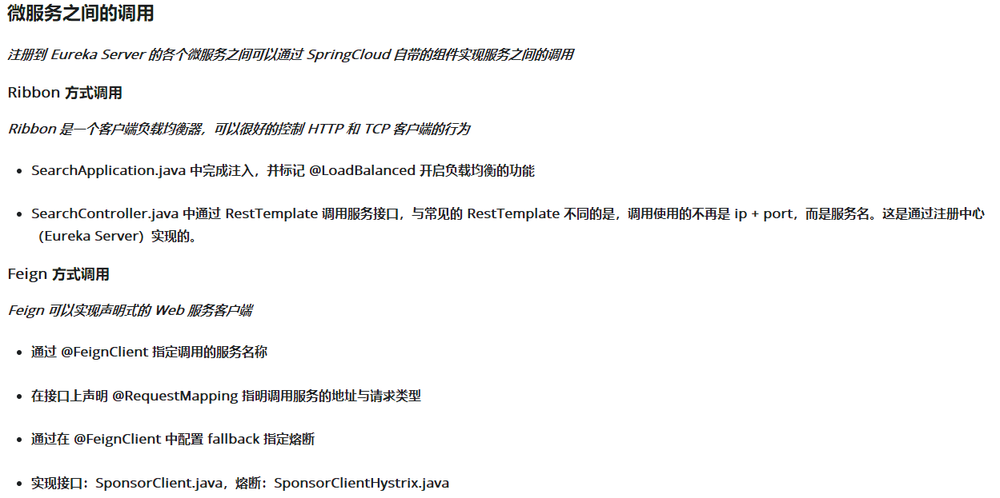 微服务之间的调用
注册到 Eureka Server 的各个微服务之间可以通过 SpringCloud 自带的组件实现服务之间的调用
Ribbon 方式调用
Ribbon 是一个客户端负载均衡器，可以很好的控制 HTTP 和 TCP 客户端的行为
• SearchApplication.java 中完成注入，并标记 @LoadBalanced 开启负载均衡的功能
• SearchController.java 中通过 RestTemplate 调用服务接口，与常见的 RestTemplate 不同的是，调用使用的不再是 ip + port，而是服务名。这是通过注册中心
（Eureka Server）实现的。
Feign 方式调用
Feign 可以实现声明式的 Web 服务客户端
• 通过 @FeignClient 指定调用的服务名称
• 在接口上声明 @RequestMapping 指明调用服务的地址与请求类型
• 通过在 @FeignClient 中配置 fallback 指定熔断
• 实现接口：SponsorClient.java，熔断：SponsorClientHystrix.java